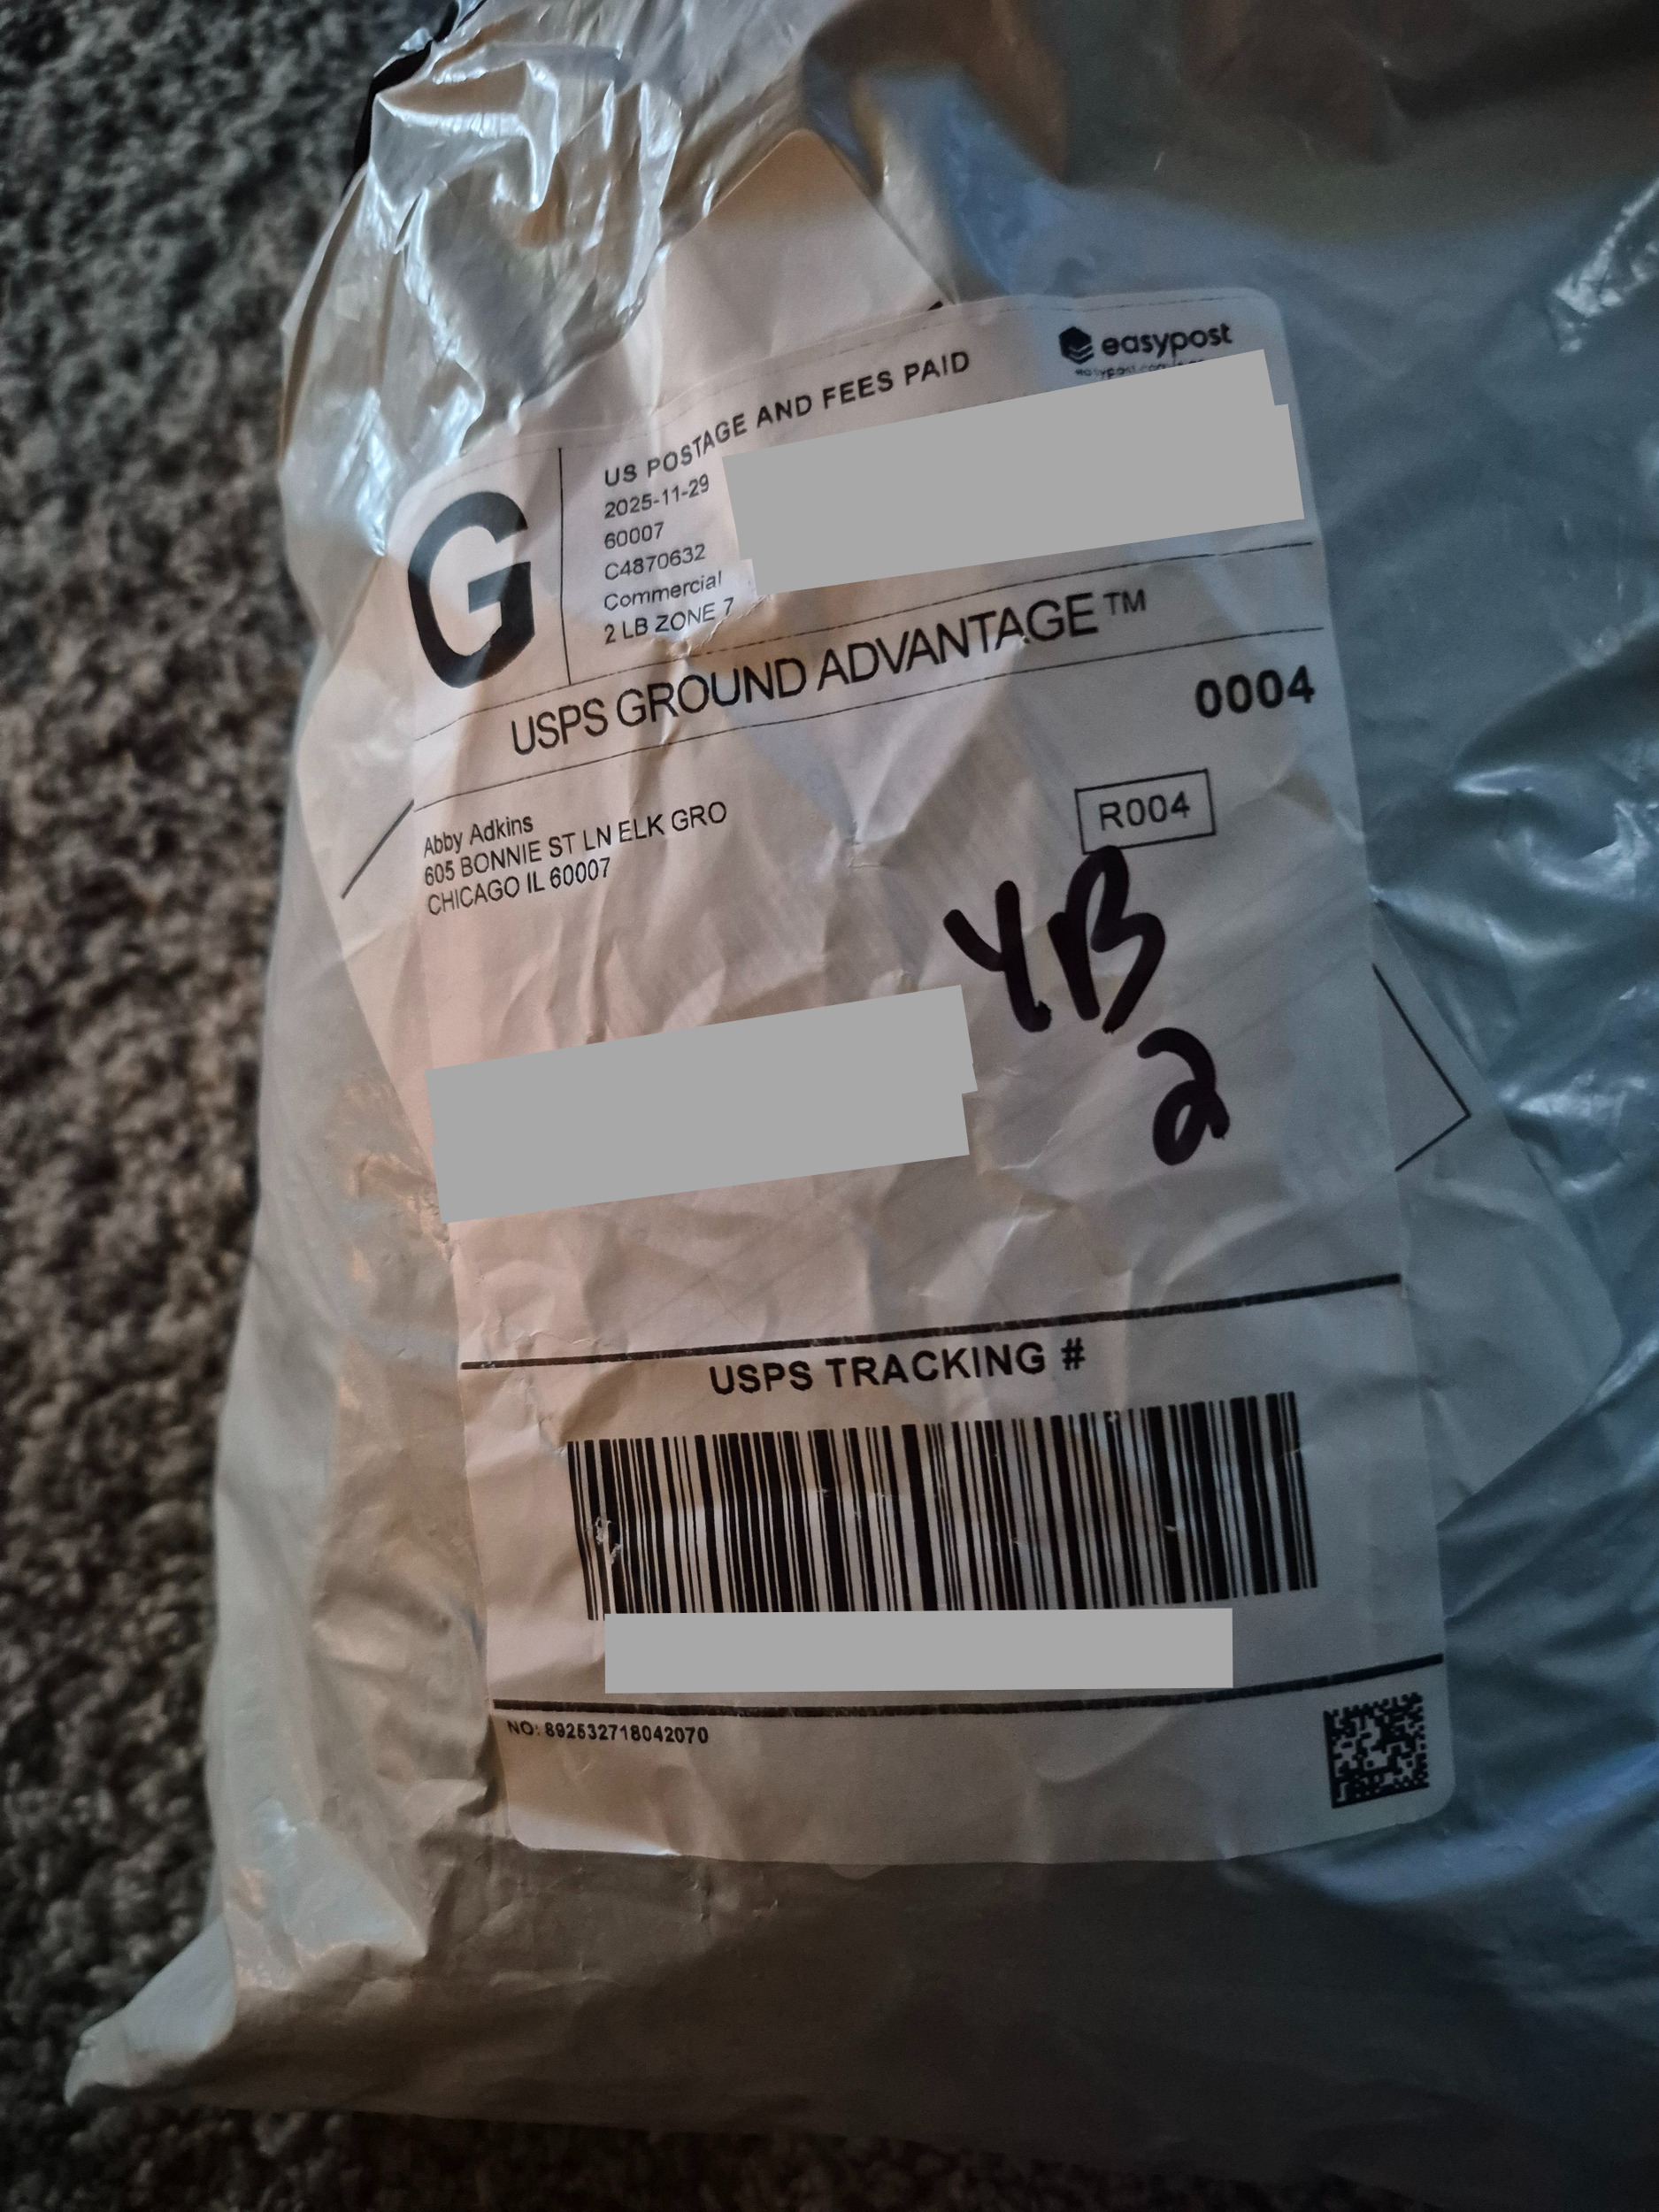 easypost
US POSTAGE AND FEES PAID
2025-11-29
60007
C4870632
Commercial
2 LB ZONE 7
G
USPS GROUND ADVANTAGE™
0004
R004
Abby Adkins
605 BONNIE ST LN ELK GRO
CHICAGO IL 60007
YB
2
USPS TRACKING #
NO: 892532718042070